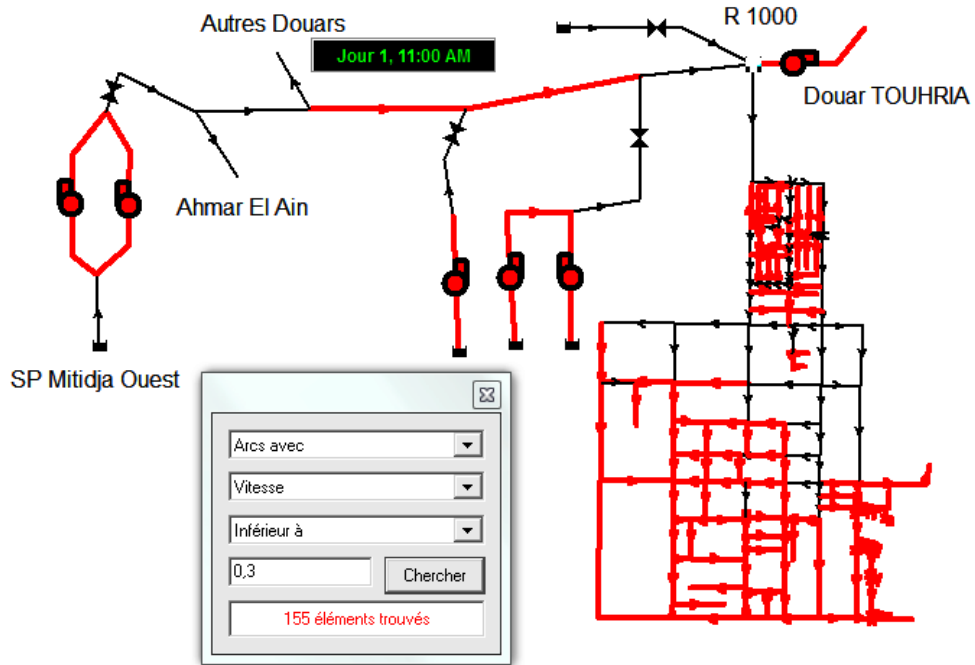 R 1000
Autres Douars
Jour 1, 11:00 AM
Douar TOUHRIA
Ahmar El Ain
SP Mitidja Ouest
Arcs avec
Vitesse
Inférieur à
0,3
Chercher
155 éléments trouvés